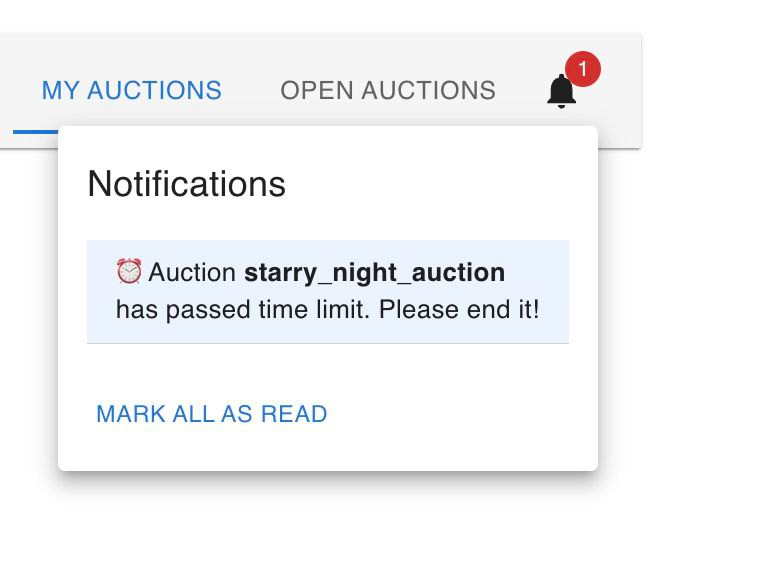 MY AUCTIONS OPEN AUCTIONS 1
Notifications
⏰ Auction starry_night_auction
has passed time limit. Please end it!
MARK ALL AS READ